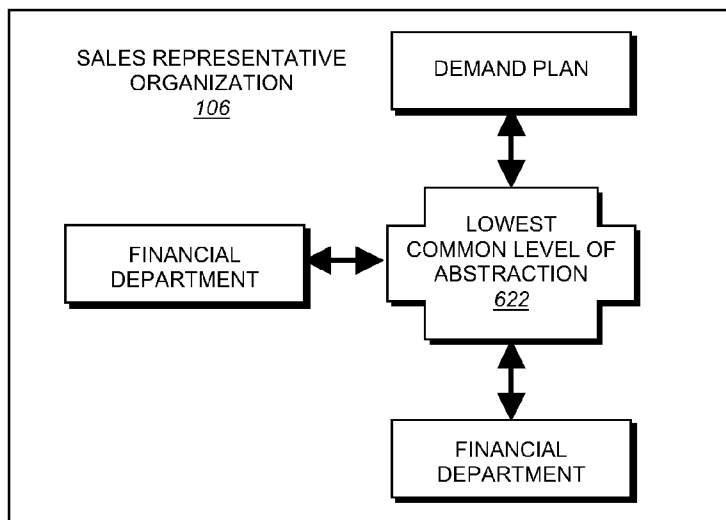 SALES REPRESENTATIVE
ORGANIZATION
106
DEMAND PLAN
FINANCIAL
DEPARTMENT
LOWEST
COMMON LEVEL OF
ABSTRACTION
622
FINANCIAL
DEPARTMENT